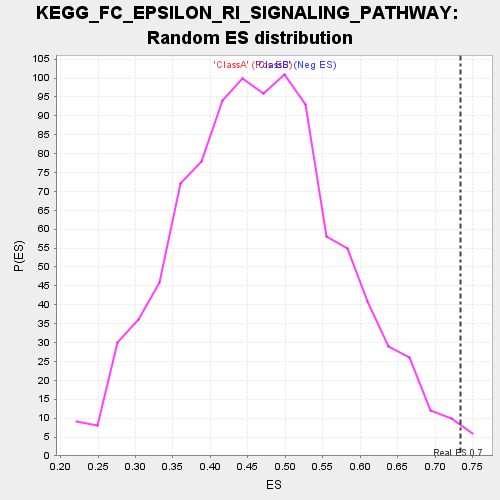 KEGG_FC_EPSILON_RI_SIGNALING_PATHWAY:
Random ES distribution
'ClassA' (Pos ES)
'ClassB' (Neg ES)
105
100
95
90
85
80
75
70
65
60
55
50
45
40
35
30
25
20
15
10
5
0
P(ES)
Real ES 0.7
0.20 0.25 0.30 0.35 0.40 0.45 0.50 0.55 0.60 0.65 0.70 0.75
ES